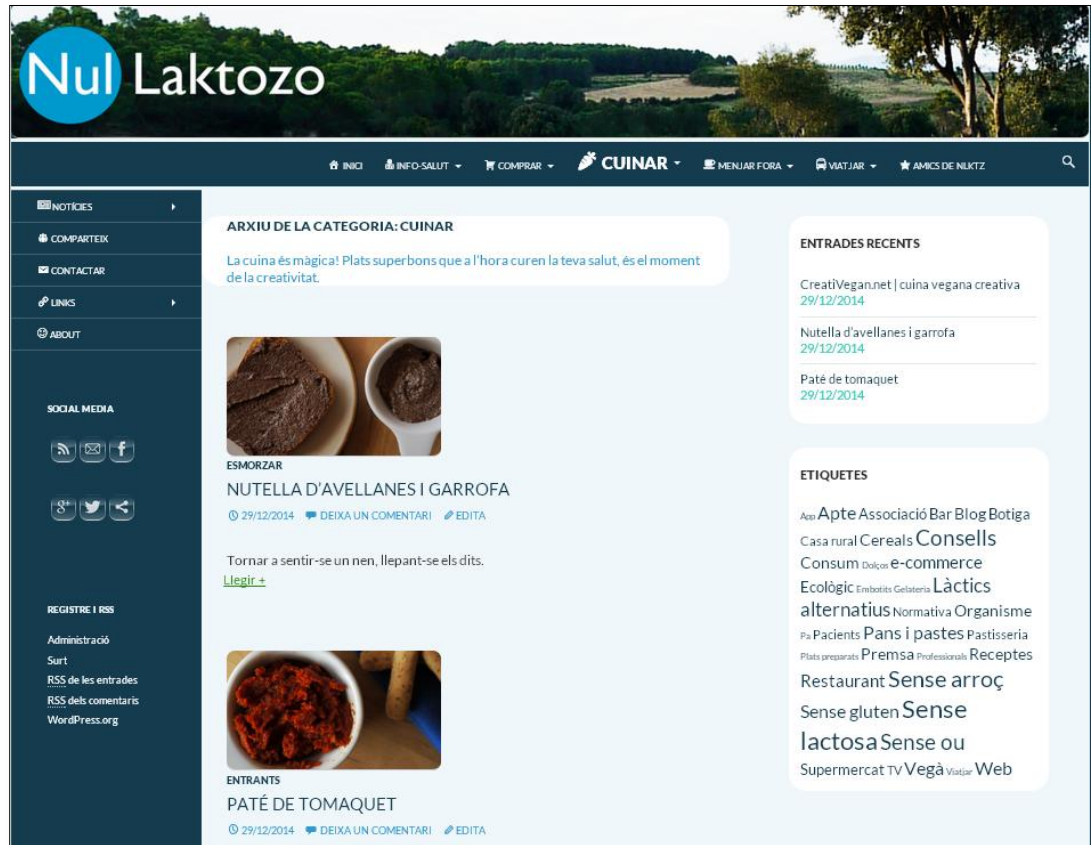 Nul Laktozo
INICI INFO-SALUT COMPRAR CUINAR MENJAR FORA VIATJAR AMICS DE NLKTZ
NOTÍCIES
COMPARTEIX
CONTACTAR
LINKS
ABOUT
SOCIAL MEDIA
REGISTRE I RSS
Administració
Surt
RSS de les entrades
RSS dels comentaris
WordPress.org
ARXIU DE LA CATEGORIA: CUINAR
La cuina és màgica! Plats superbons que a l'hora curen la teva salut, és el moment
de la creativitat.
ESMORZAR
NUTELLA D'AVELLANES I GARROFA
29/12/2014 DEIXA UN COMENTARI EDITA
Tornar a sentir-se un nen, llepant-se els dits.
Llegir +
ENTRANTS
PATÉ DE TOMAQUET
29/12/2014 DEIXA UN COMENTARI EDITA
ENTRADES RECENTS
CreatiVegan.net | cuina vegana creativa
29/12/2014
Nutella d'avellanes i garrofa
29/12/2014
Paté de tomaquet
29/12/2014
ETIQUETES
App Apte Associació Bar Blog Botiga
Casa rural Cereals Consells
Consum Dolços e-commerce
Ecològic Embotits Gelateria Làctics
alternatius Normativa Organisme
Pa Pacients Pans i pastes Pastisseria
Plats preparats Premsa Professionals Receptes
Restaurant Sense arroç
Sense gluten Sense
lactosa Sense ou
Supermercat TV Vegà Viatjar Web